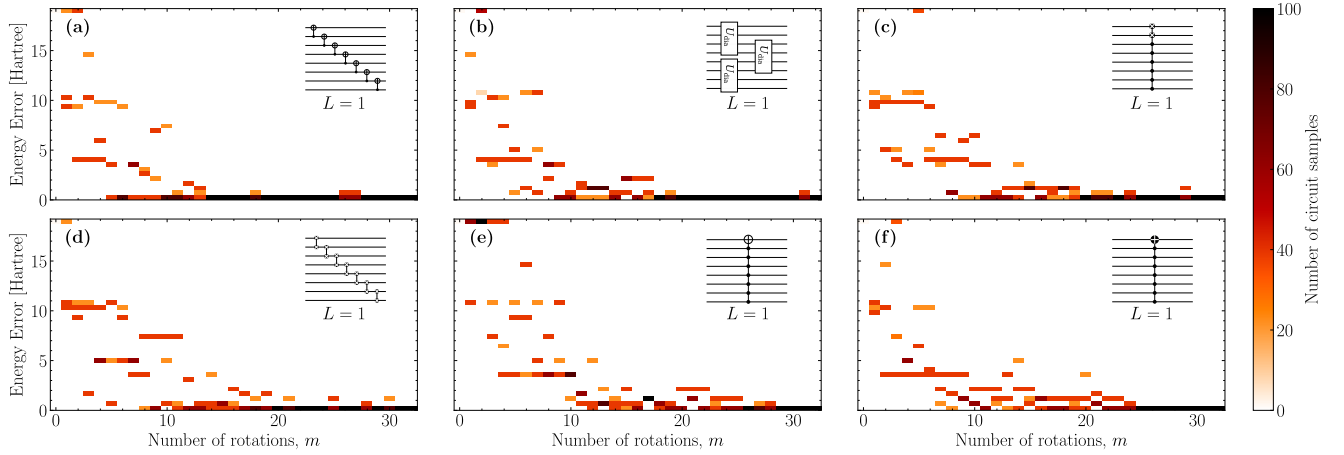 (a)
L = 1
(b)
U_dia
U_dia
U_dia
L = 1
(c)
L = 1
Energy Error [Hartree]
15
10
5
0
(d)
L = 1
(e)
L = 1
(f)
L = 1
Energy Error [Hartree]
15
10
5
0
0 10 20 30
0 10 20 30
0 10 20 30
Number of rotations, m
Number of rotations, m
Number of rotations, m
100
80
60
40
20
0
Number of circuit samples